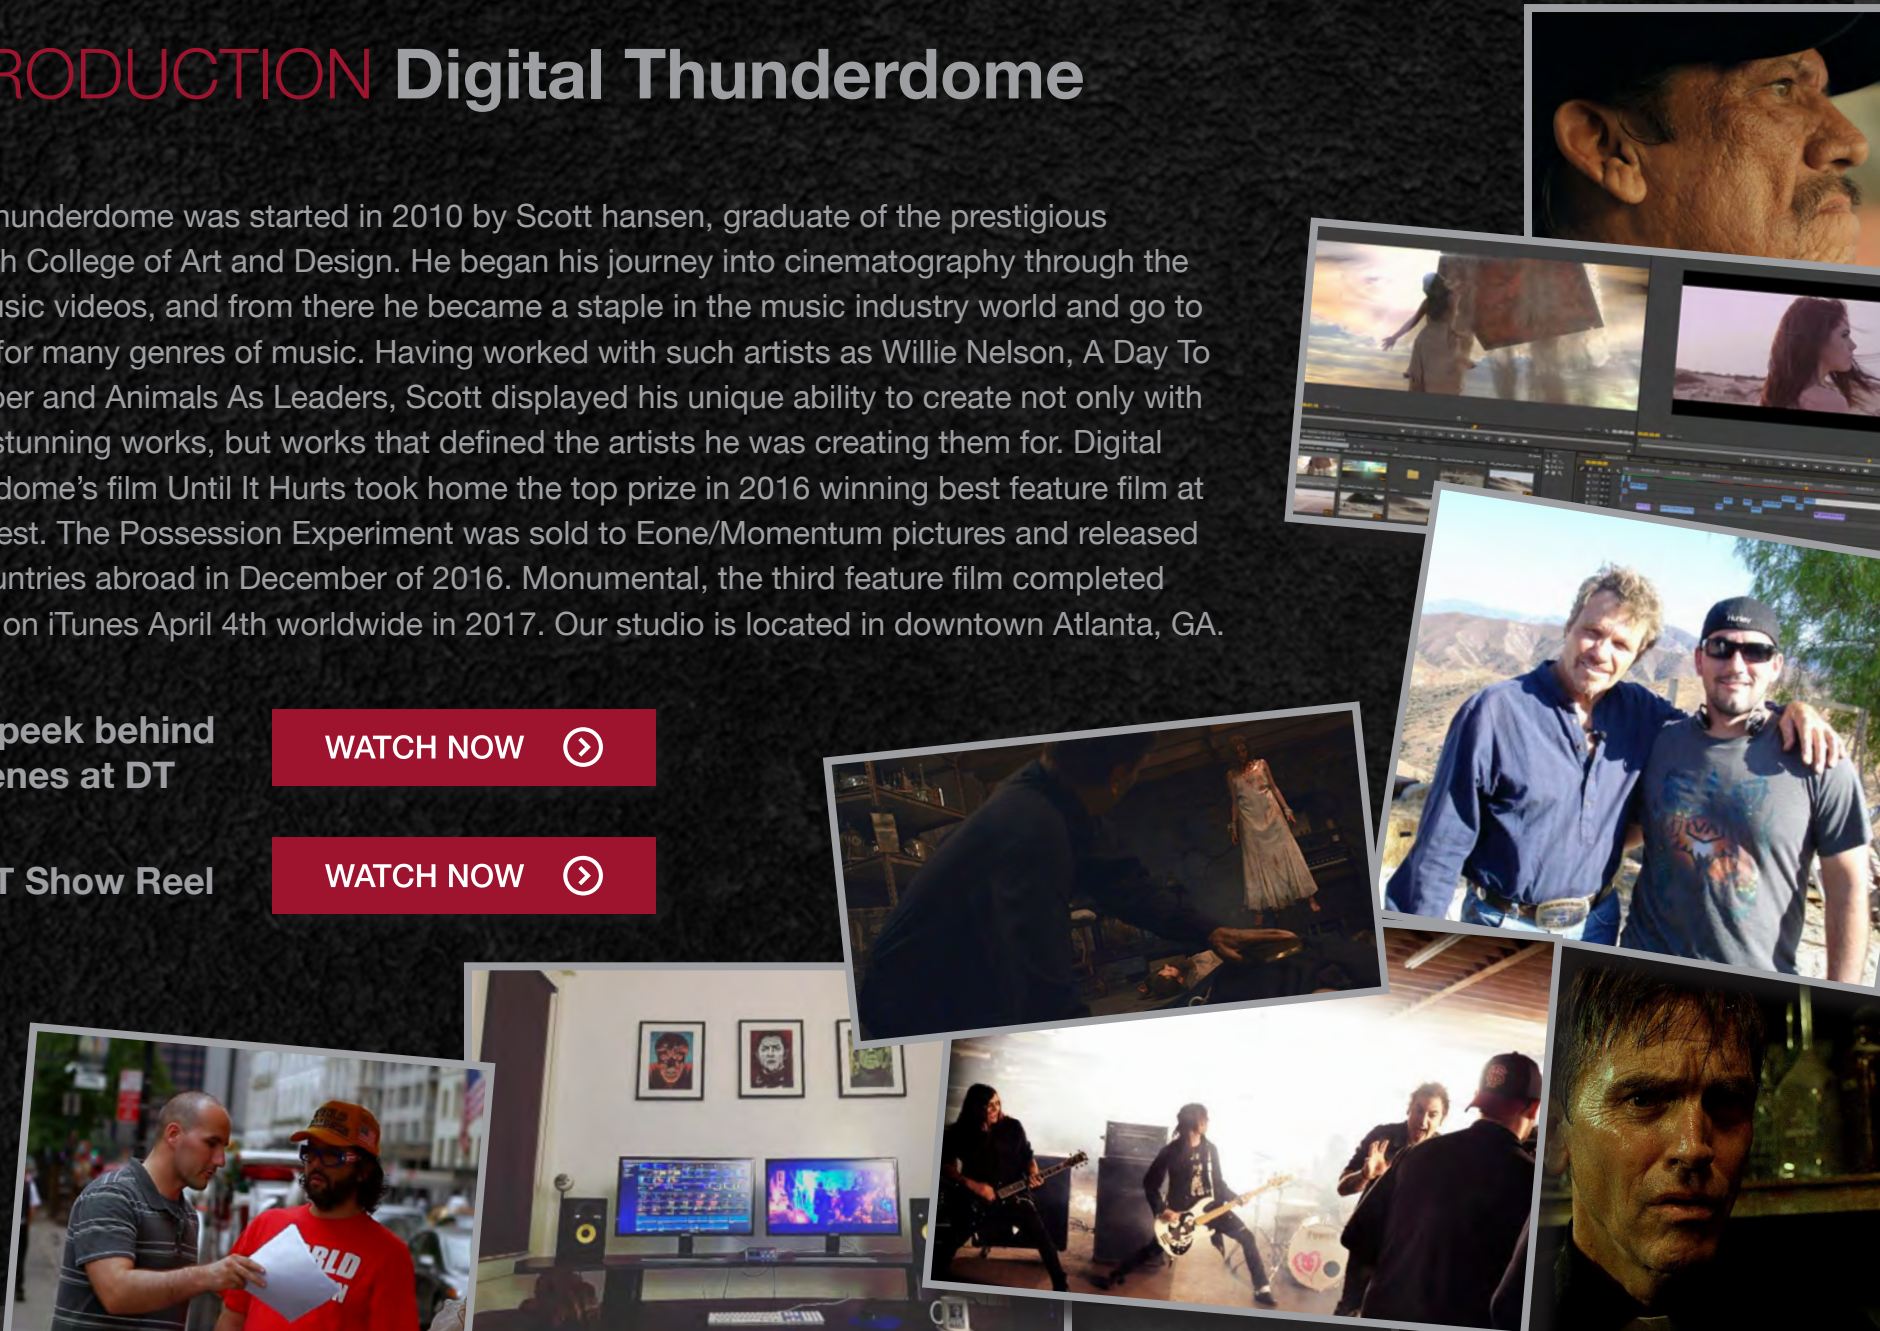 RODUCTION Digital Thunderdome
hunderdome was started in 2010 by Scott hansen, graduate of the prestigious
h College of Art and Design. He began his journey into cinematography through the
usic videos, and from there he became a staple in the music industry world and go to
for many genres of music. Having worked with such artists as Willie Nelson, A Day To
ber and Animals As Leaders, Scott displayed his unique ability to create not only with
stunning works, but works that defined the artists he was creating them for. Digital
dome’s film Until It Hurts took home the top prize in 2016 winning best feature film at
est. The Possession Experiment was sold to Eone/Momentum pictures and released
untries abroad in December of 2016. Monumental, the third feature film completed
on iTunes April 4th worldwide in 2017. Our studio is located in downtown Atlanta, GA.
peek behind
enes at DT
WATCH NOW
T Show Reel
WATCH NOW
Hurley